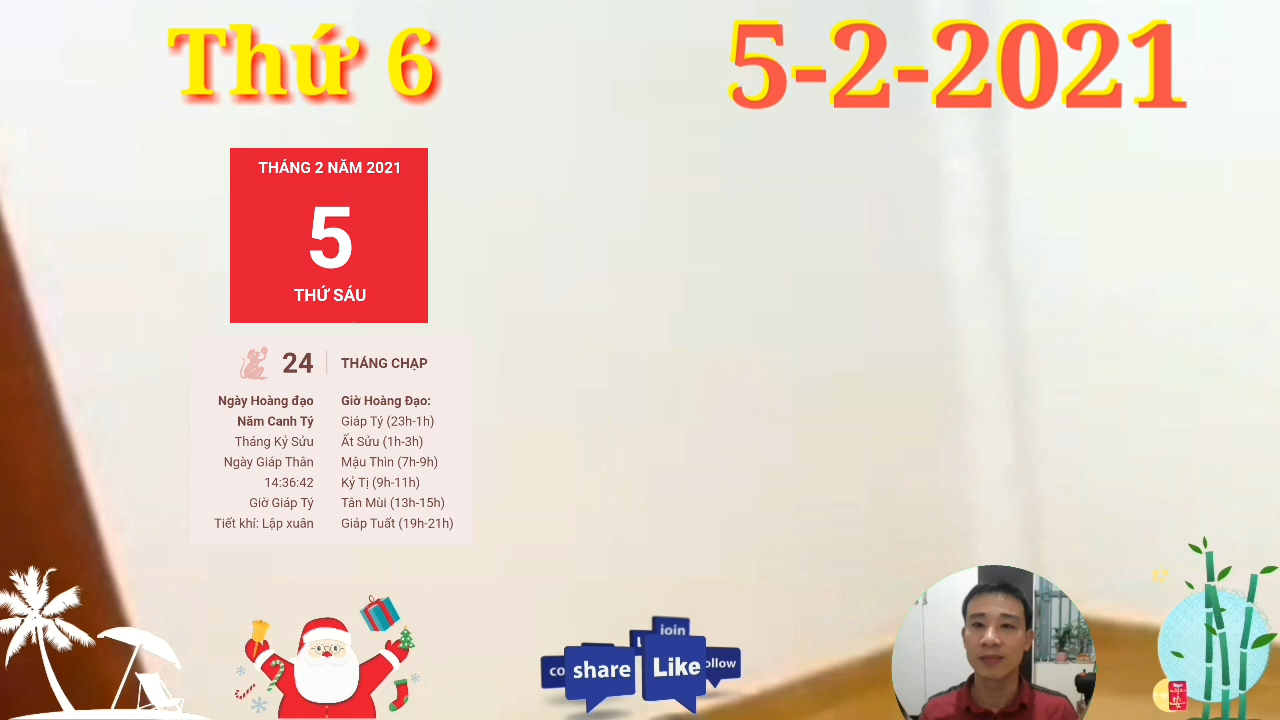 Thứ 6
5-2-2021
THÁNG 2 NĂM 2021
5
THỨ SÁU
24
THÁNG CHẠP
Ngày Hoàng đạo
Năm Canh Tý
Tháng Kỷ Sửu
Ngày Giáp Thân
14:36:42
Giờ Giáp Tý
Tiết khí: Lập xuân
Giờ Hoàng Đạo:
Giáp Tý (23h-1h)
Ất Sửu (1h-3h)
Mậu Thìn (7h-9h)
Kỷ Tị (9h-11h)
Tân Mùi (13h-15h)
Giáp Tuất (19h-21h)
join
share
Like
ollow
co